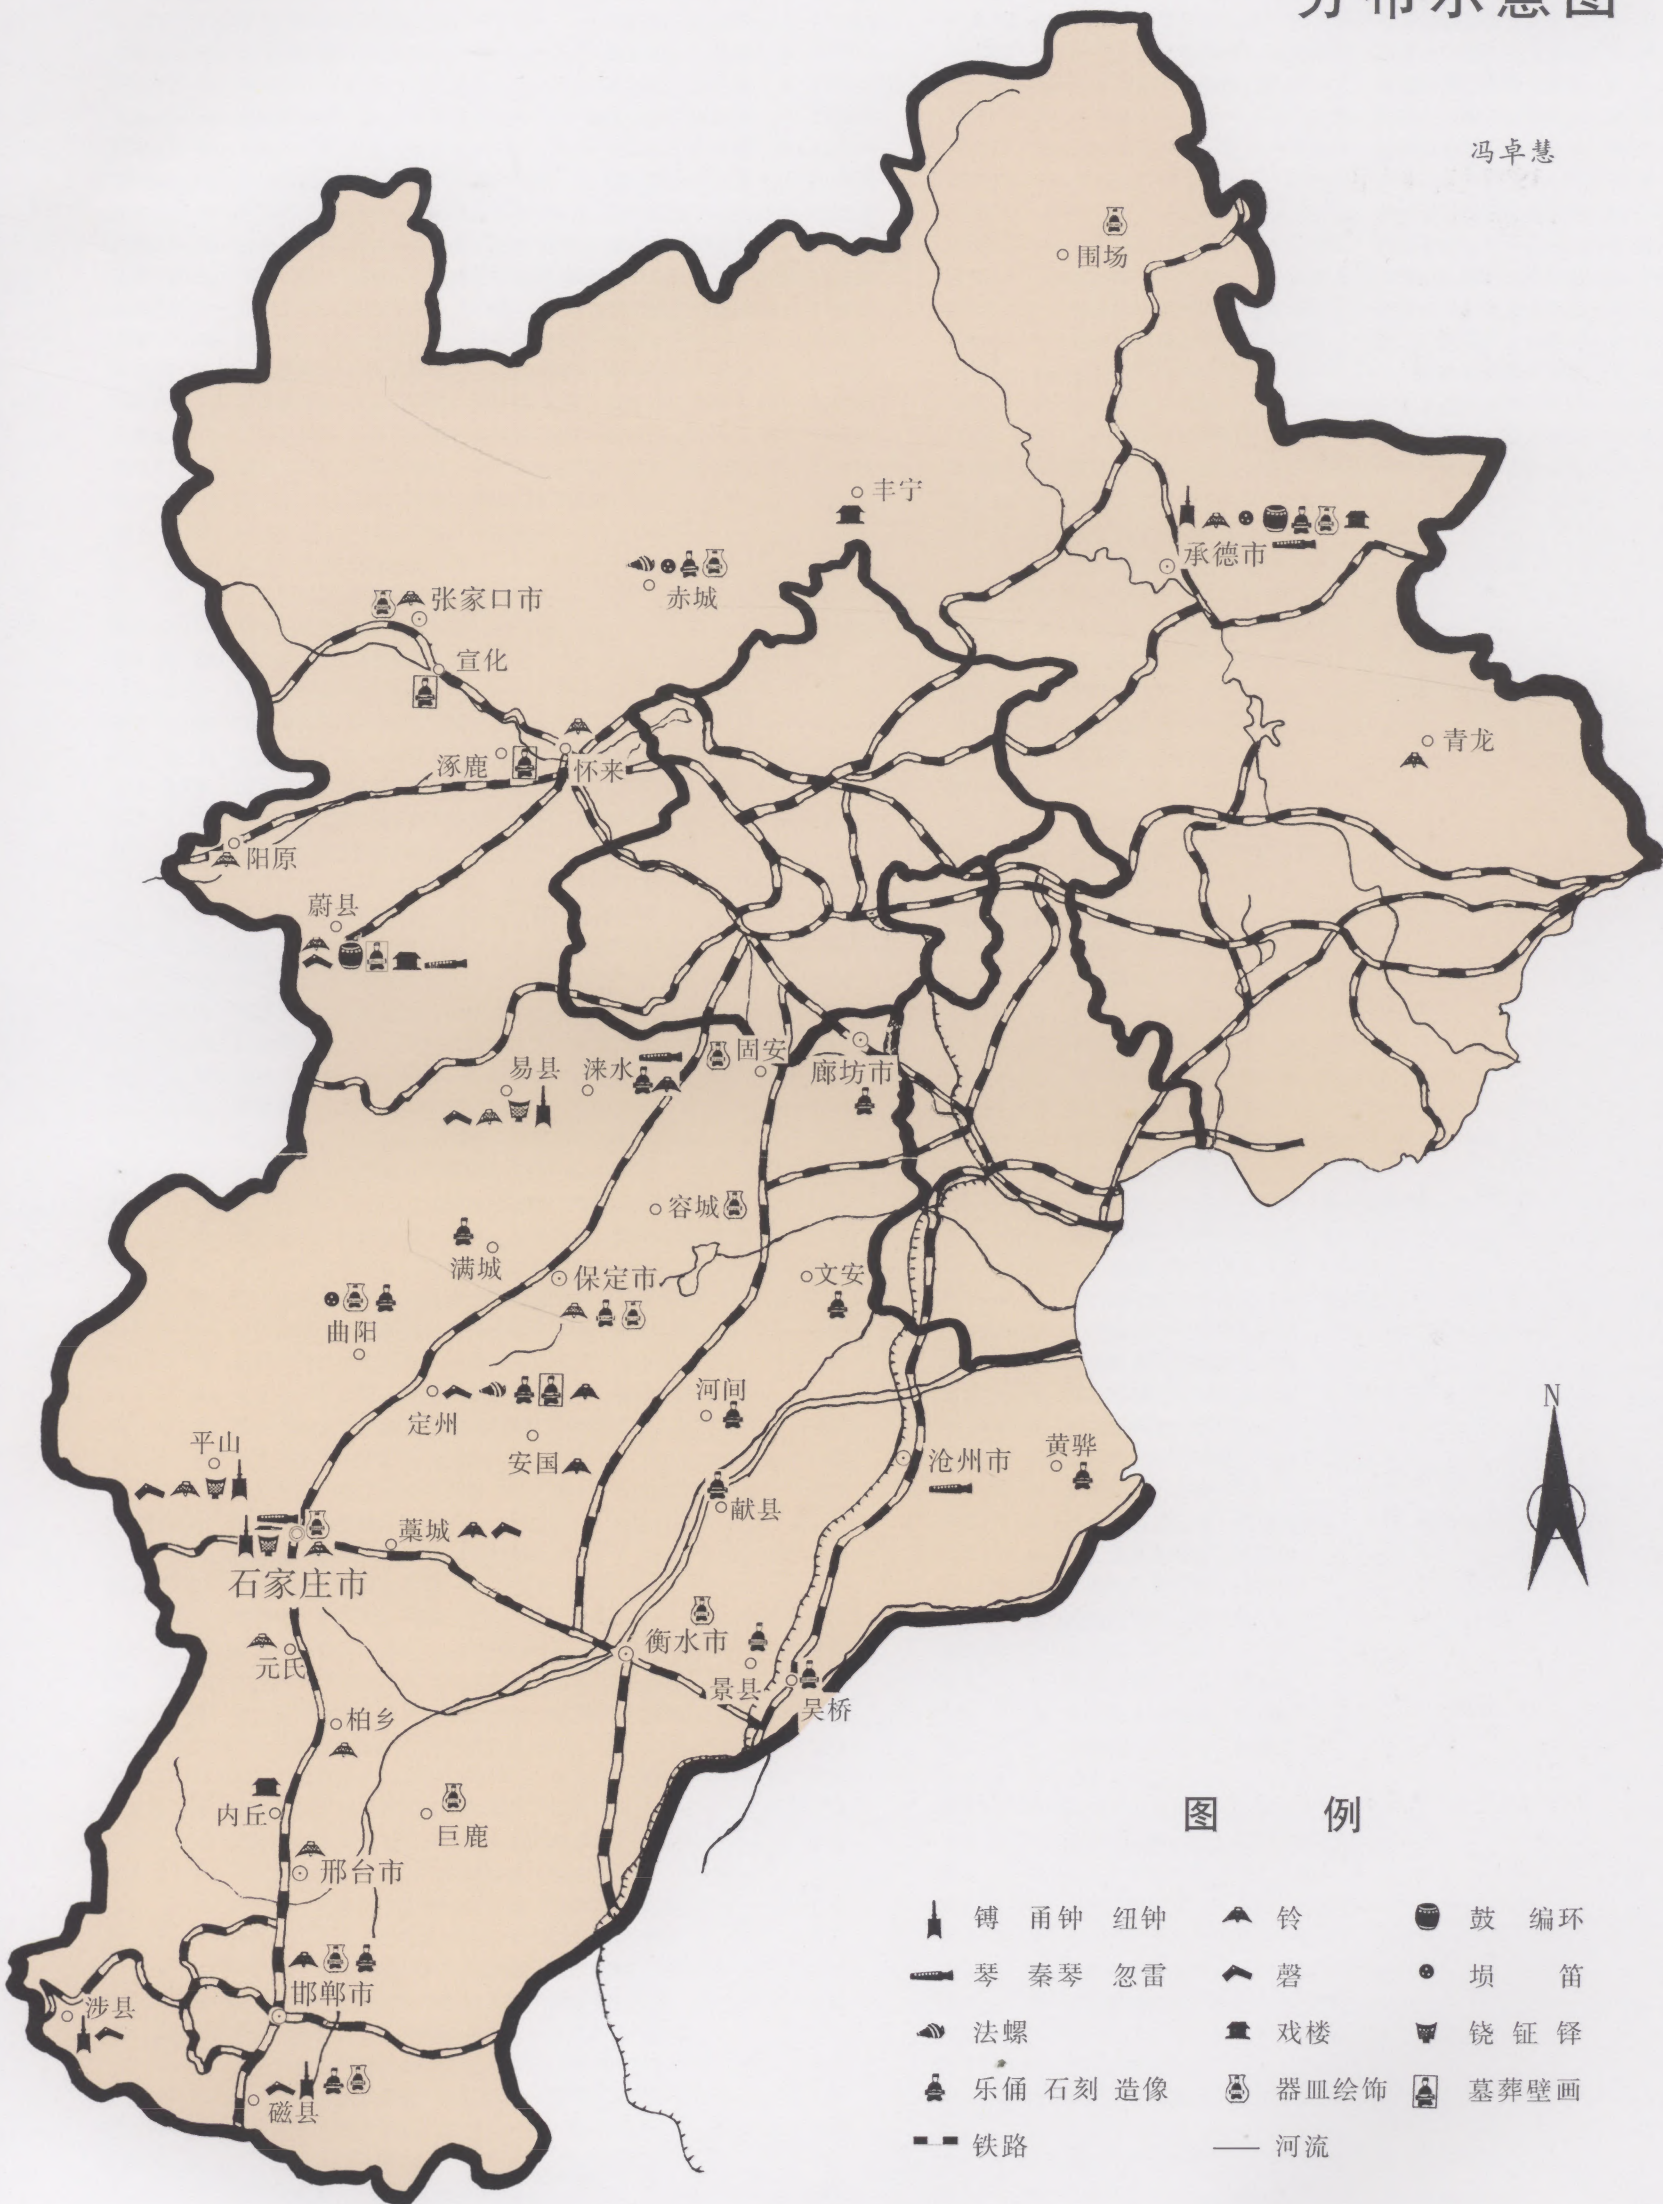 分布示意图
冯卓慧
围场
丰宁
承德市
赤城
张家口市
宣化
青龙
涿鹿
怀来
阳原
蔚县
固安
易县
涞水
廊坊市
容城
满城
保定市
文安
曲阳
河间
定州
平山
黄骅
安国
沧州市
献县
藁城
石家庄市
衡水市
元氏
景县
吴桥
柏乡
内丘
巨鹿
邢台市
邯郸市
涉县
磁县
N
图 例
镈 甬钟 纽钟 铃 鼓 编环
琴 秦琴 忽雷 磬 埙 笛
法螺 戏楼 铙 钲 铎
乐俑 石刻 造像 器皿绘饰 墓葬壁画
铁路 河流